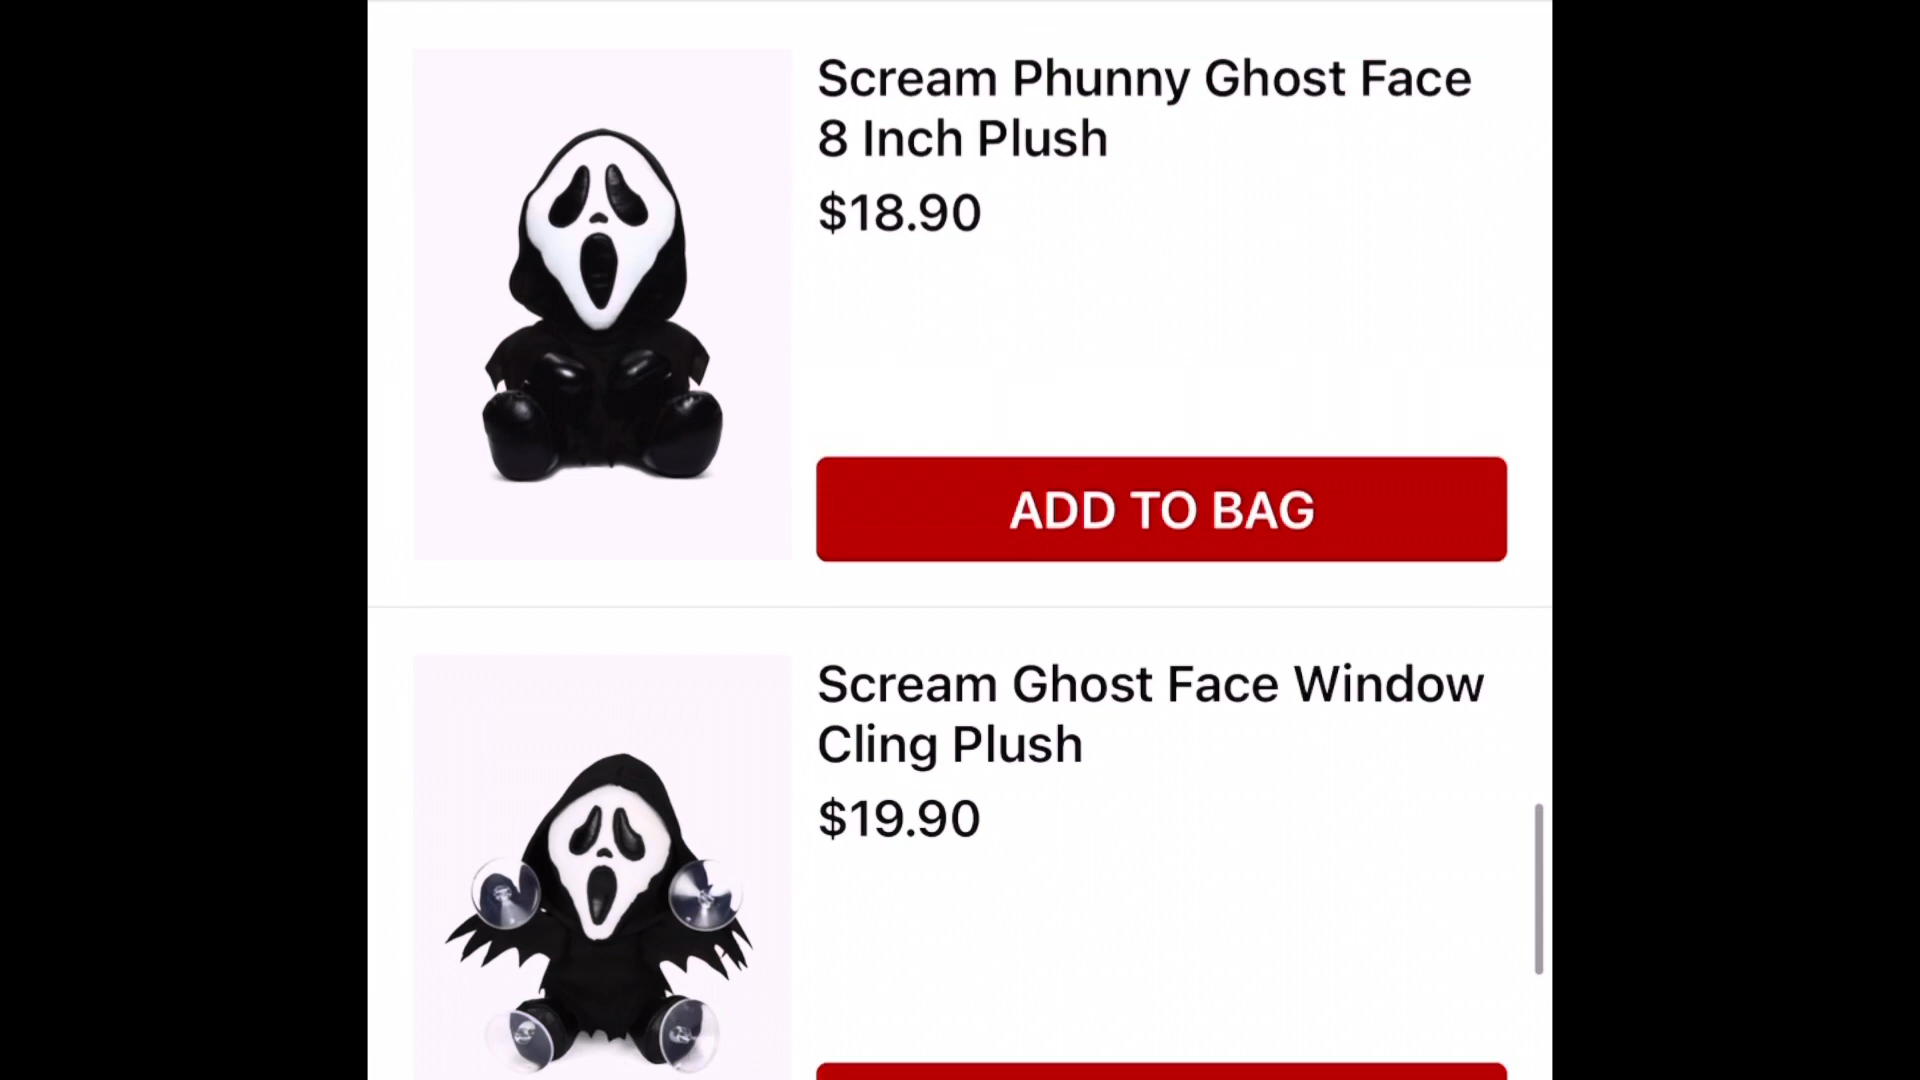 Scream Phunny Ghost Face
8 Inch Plush
$18.90
ADD TO BAG
Scream Ghost Face Window
Cling Plush
$19.90